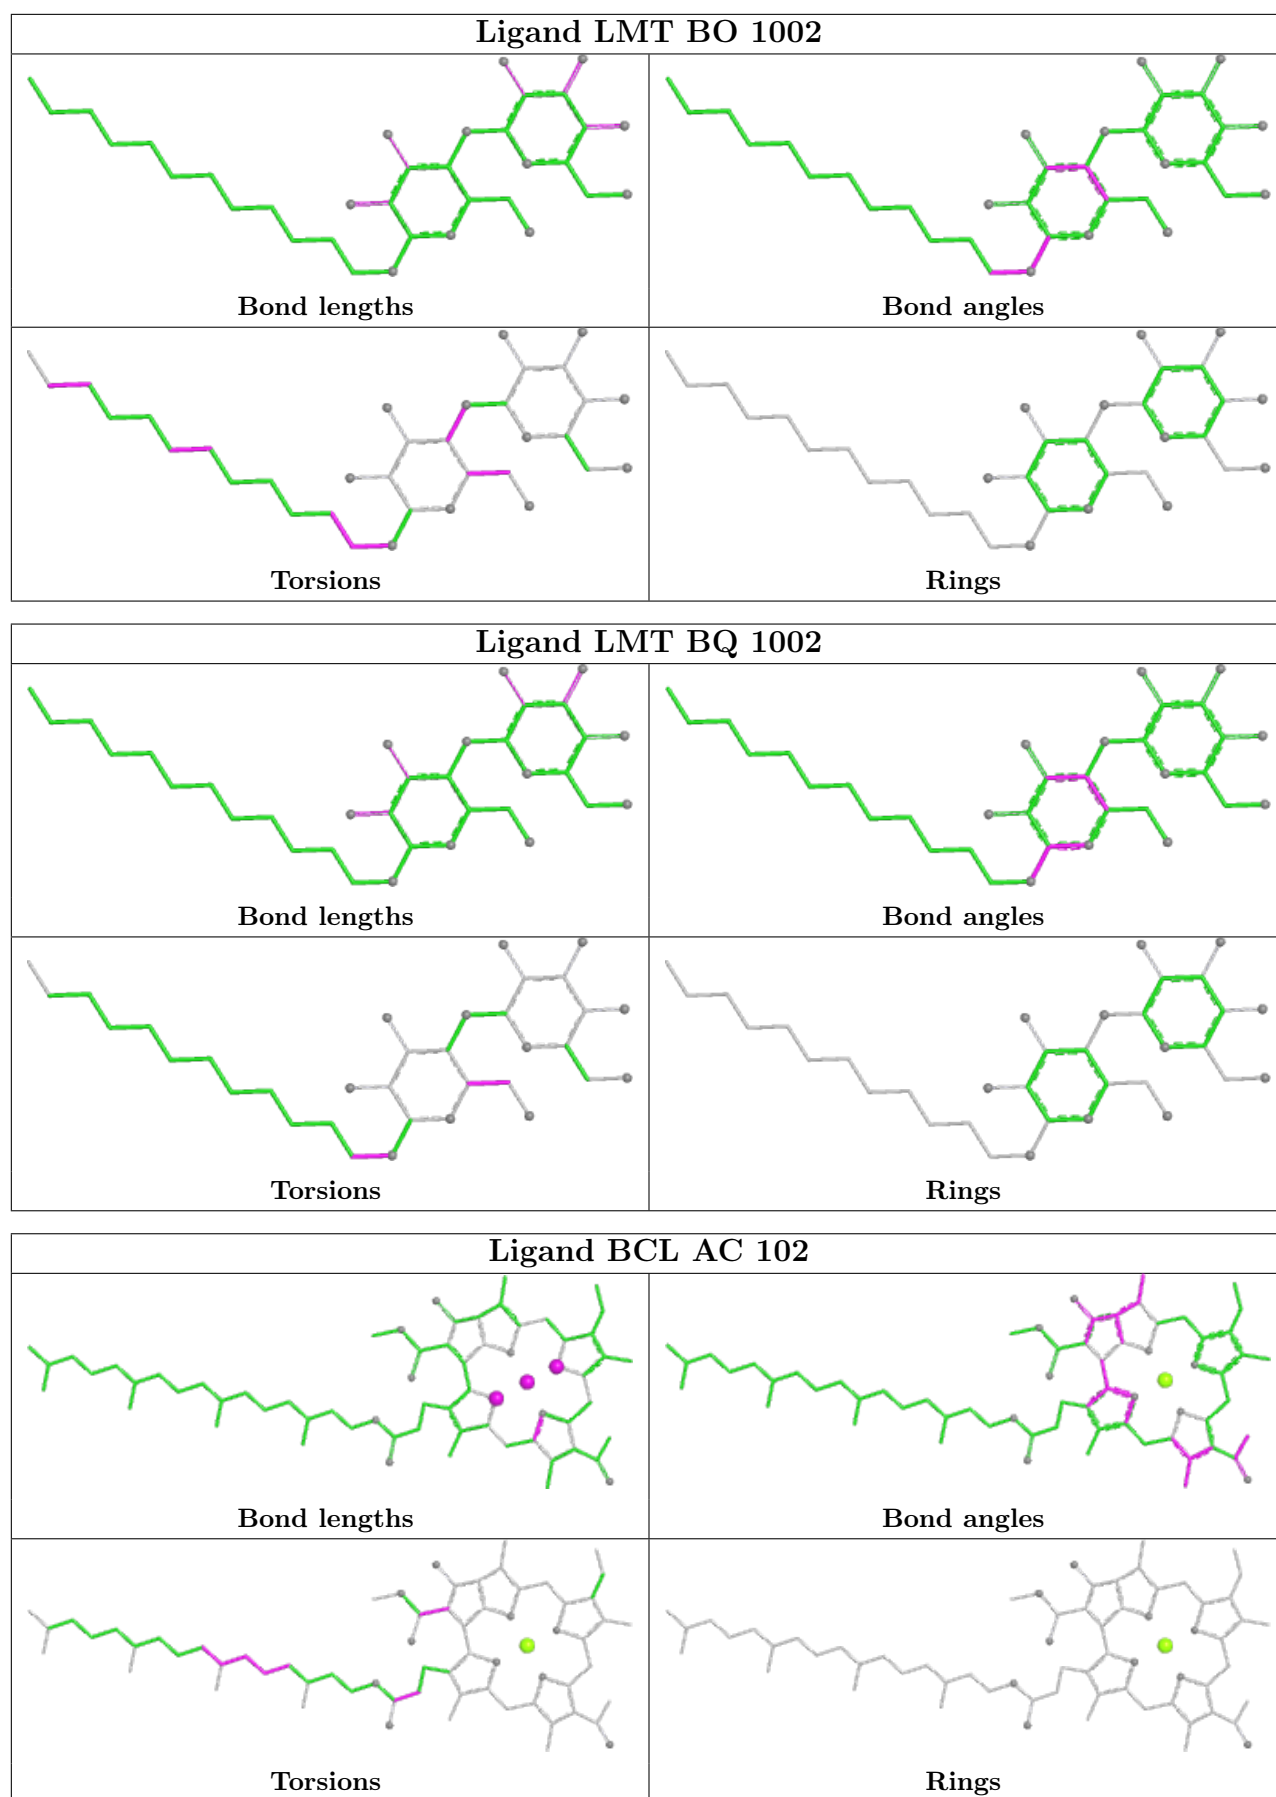 Ligand LMT BO 1002
Bond lengths
Bond angles
Torsions
Rings
Ligand LMT BQ 1002
Bond lengths
Bond angles
Torsions
Rings
Ligand BCL AC 102
Bond lengths
Bond angles
Torsions
Rings